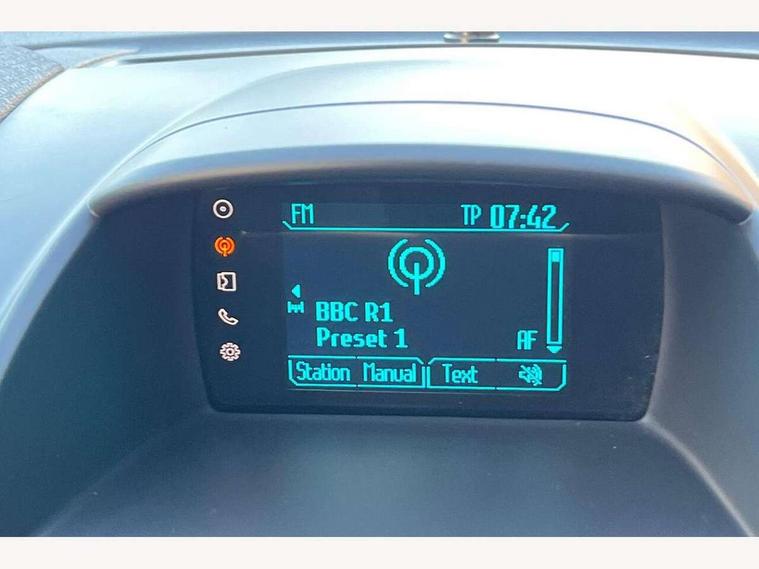 FM TP 07:42
BBC R1
Preset 1 AF
Station Manual Text